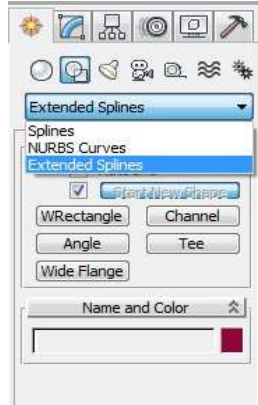 Extended Splines
Splines
NURBS Curves
Extended Splines
Start New Shape
WRectangle Channel
Angle Tee
Wide Flange
Name and Color